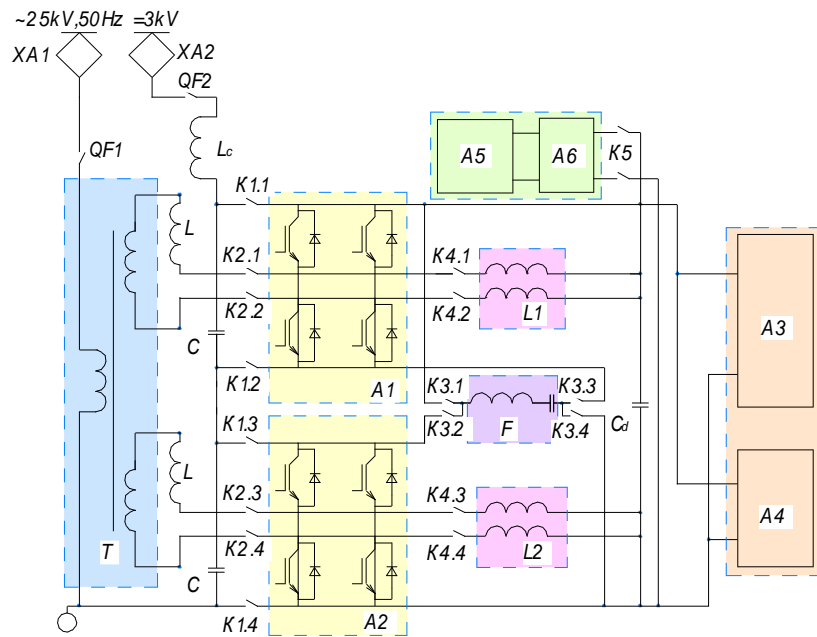 ~25kV,50Hz
=3kV
XA1
XA2
QF2
QF1
Lc
K1.1
A5
A6
K5
L
K2.1
K4.1
K2.2
K4.2
L1
C
K1.2
A1
A3
K3.1
K3.3
K1.3
K3.2
F
K3.4
Cd
L
K2.3
K4.3
A4
T
K2.4
K4.4
L2
C
K1.4
A2